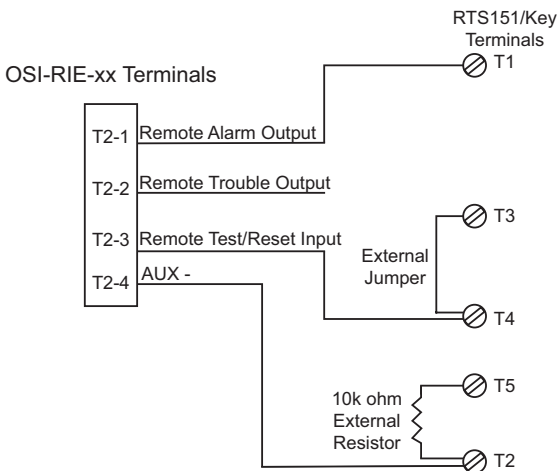 RTS151/Key
Terminals
T1
OSI-RIE-xx Terminals
T2-1 Remote Alarm Output
T2-2 Remote Trouble Output
T3
T2-3 Remote Test/Reset Input
External
Jumper
T2-4 AUX -
T4
T5
10k ohm
External
Resistor
T2